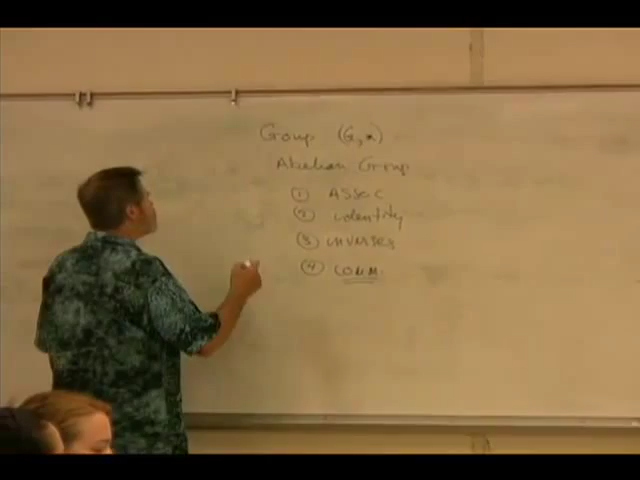 Group (G,*)
Abelian Group
① ASSOC
② identity
③ inverses
④ COMM.